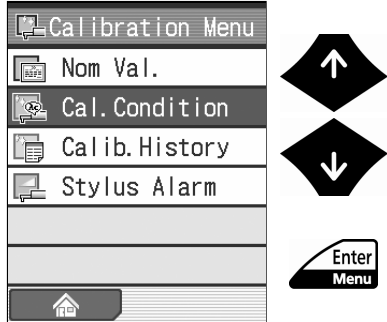 Calibration Menu
Nom Val.
Cal.Condition
Calib.History
Stylus Alarm
Enter
Menu